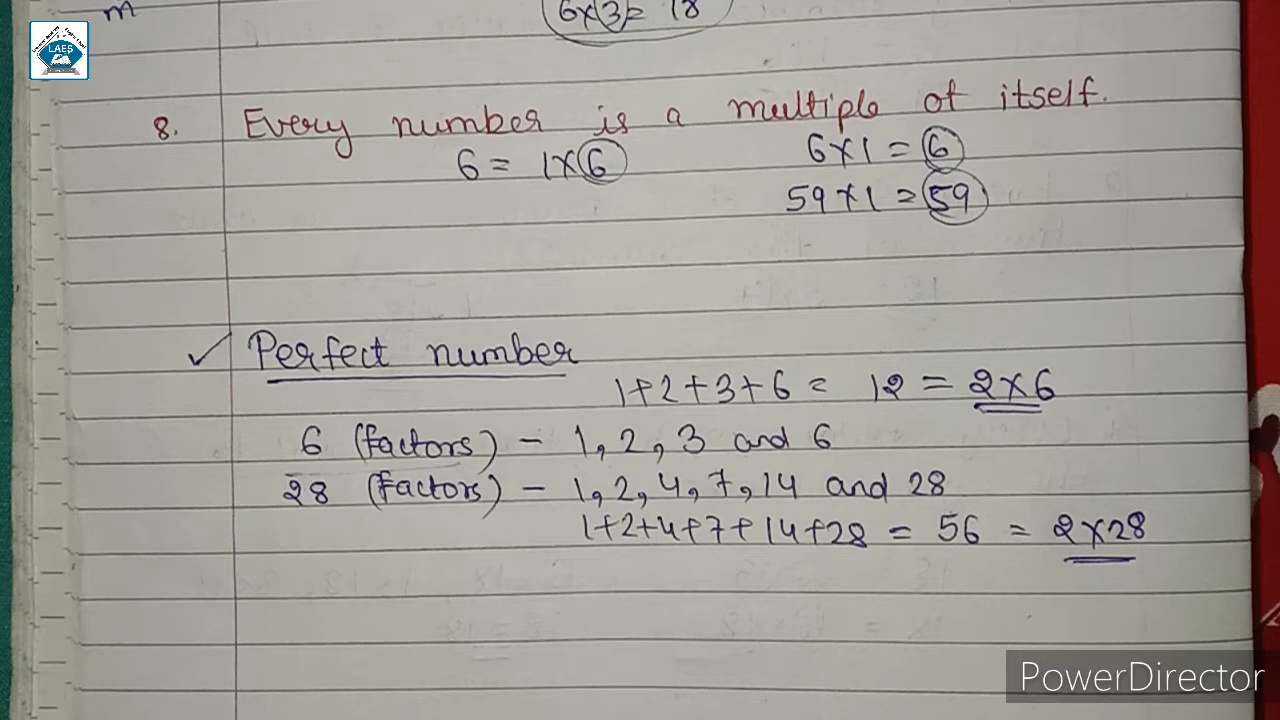 m
6x3= 18
LAES
8. Every number is a multiple of itself.
6 = 1x6 6x1 = 6
59x1 = 59
✓ Perfect number
1+2+3+6 = 12 = 2x6
6 (factors) - 1, 2, 3 and 6
28 (factors) - 1, 2, 4, 7, 14 and 28
1+2+4+7+14+28 = 56 = 2x28
PowerDirector